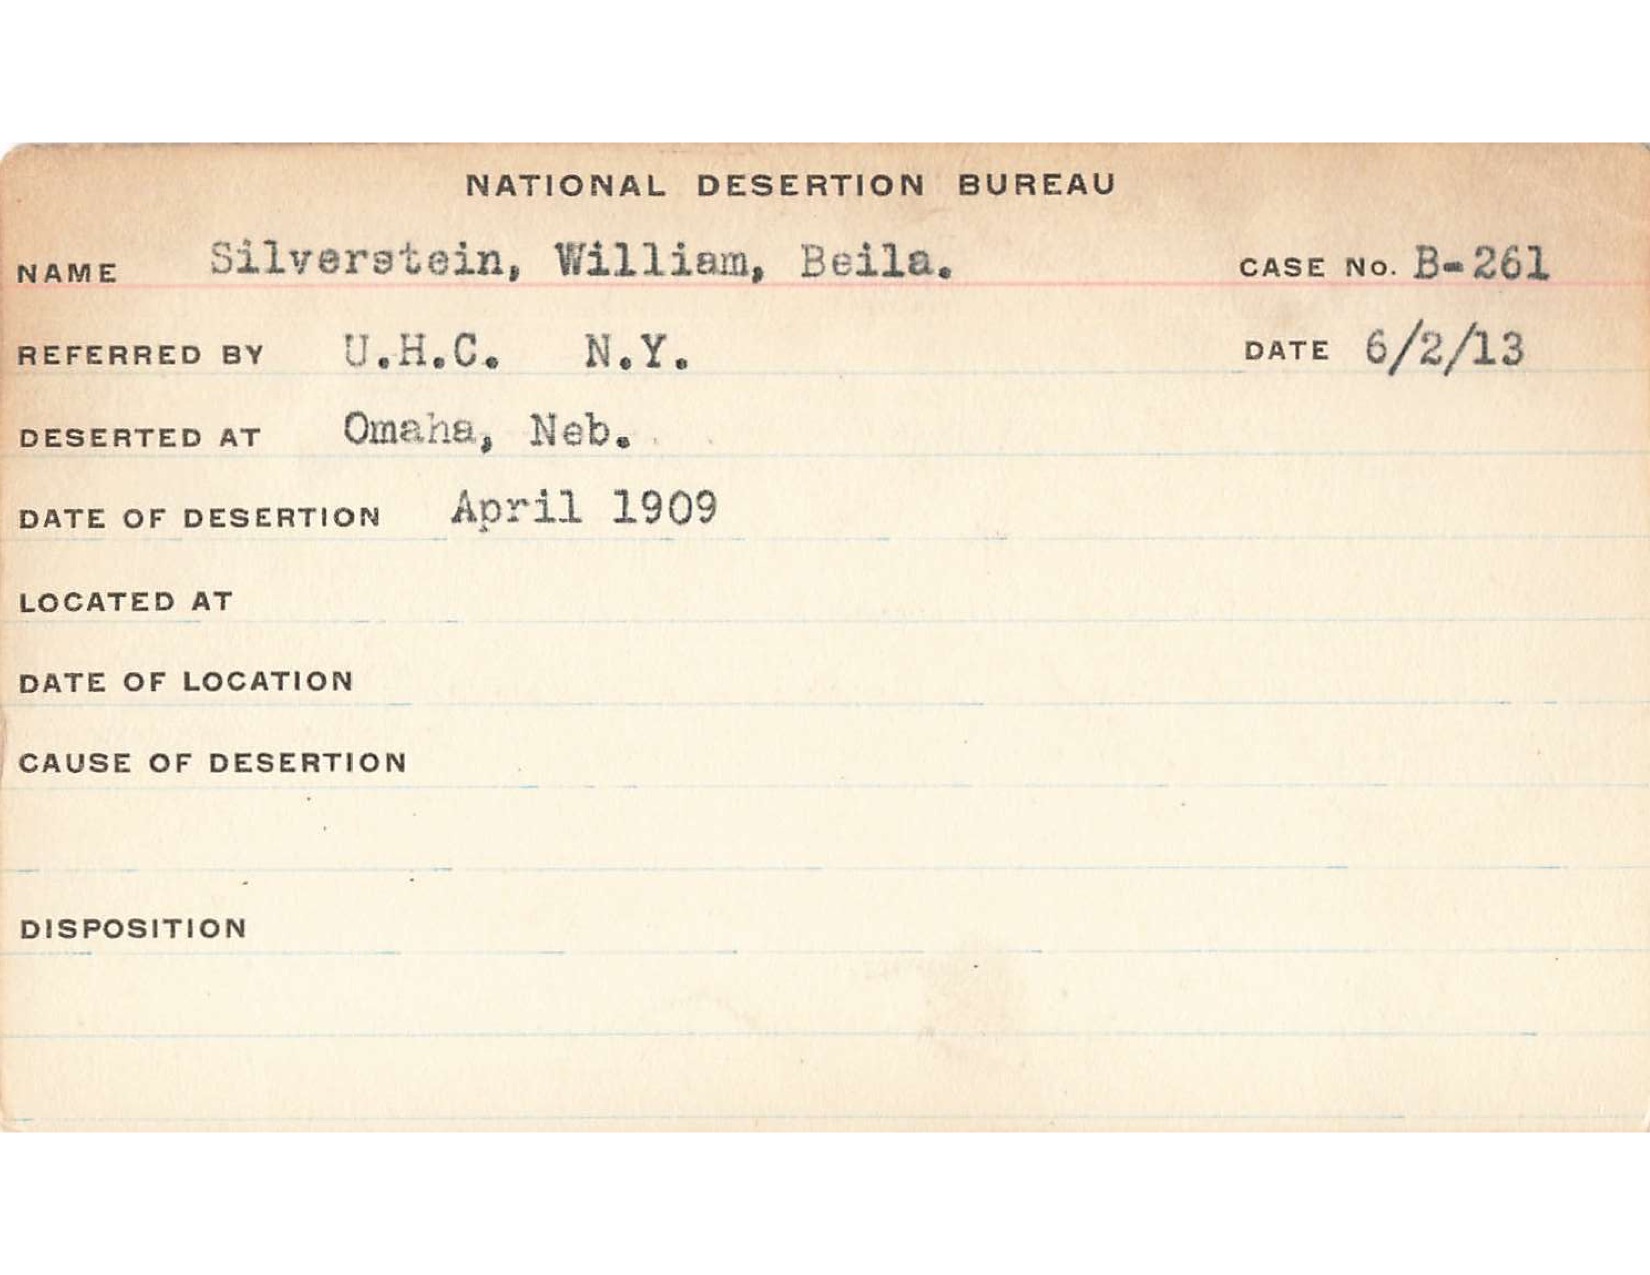 NATIONAL DESERTION BUREAU
NAME Silverstein, William, Beila. CASE No. B-261
REFERRED BY U.H.C. N.Y. DATE 6/2/13
DESERTED AT Omaha, Neb.
DATE OF DESERTION April 1909
LOCATED AT
DATE OF LOCATION
CAUSE OF DESERTION
DISPOSITION